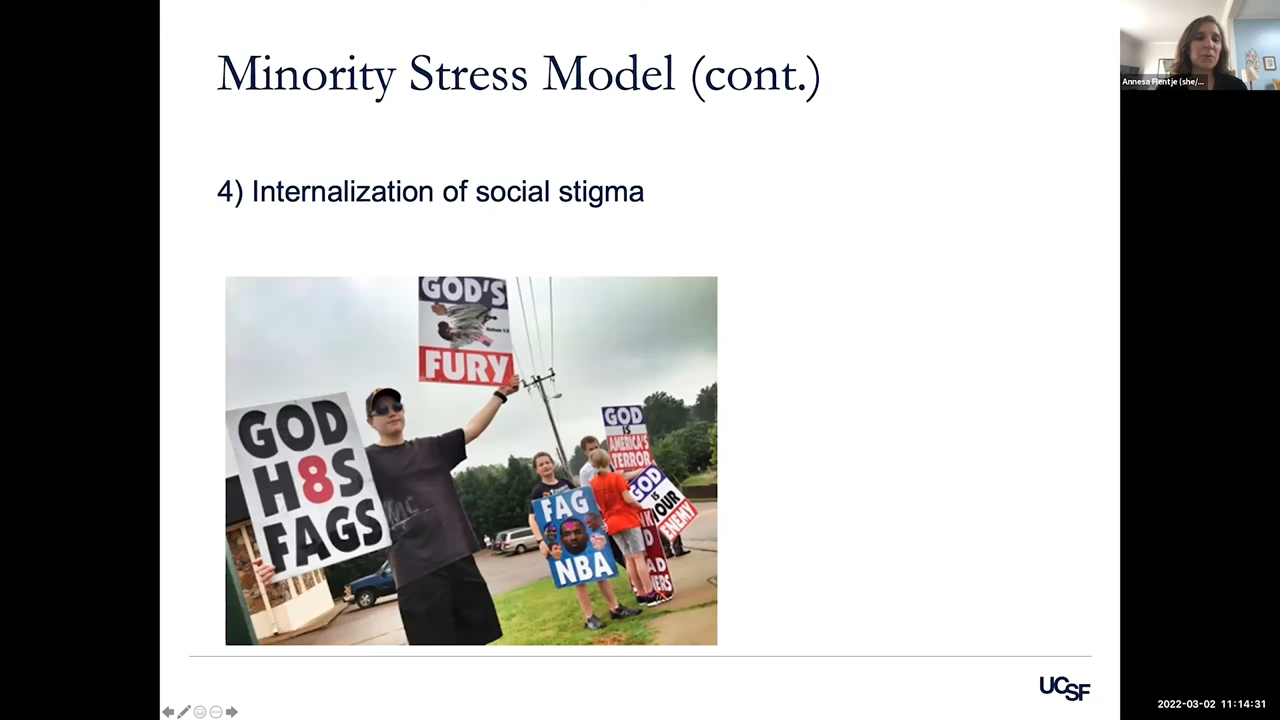 Minority Stress Model (cont.)
Annesa Flentje (she/...
4) Internalization of social stigma
GOD'S
FURY
GOD
H8S
FAGS
GOD
IS
AMERICA'S
TERROR
GOD
IS
YOUR
ENEMY
FAG
NBA
UCSF
2022-03-02 11:14:31